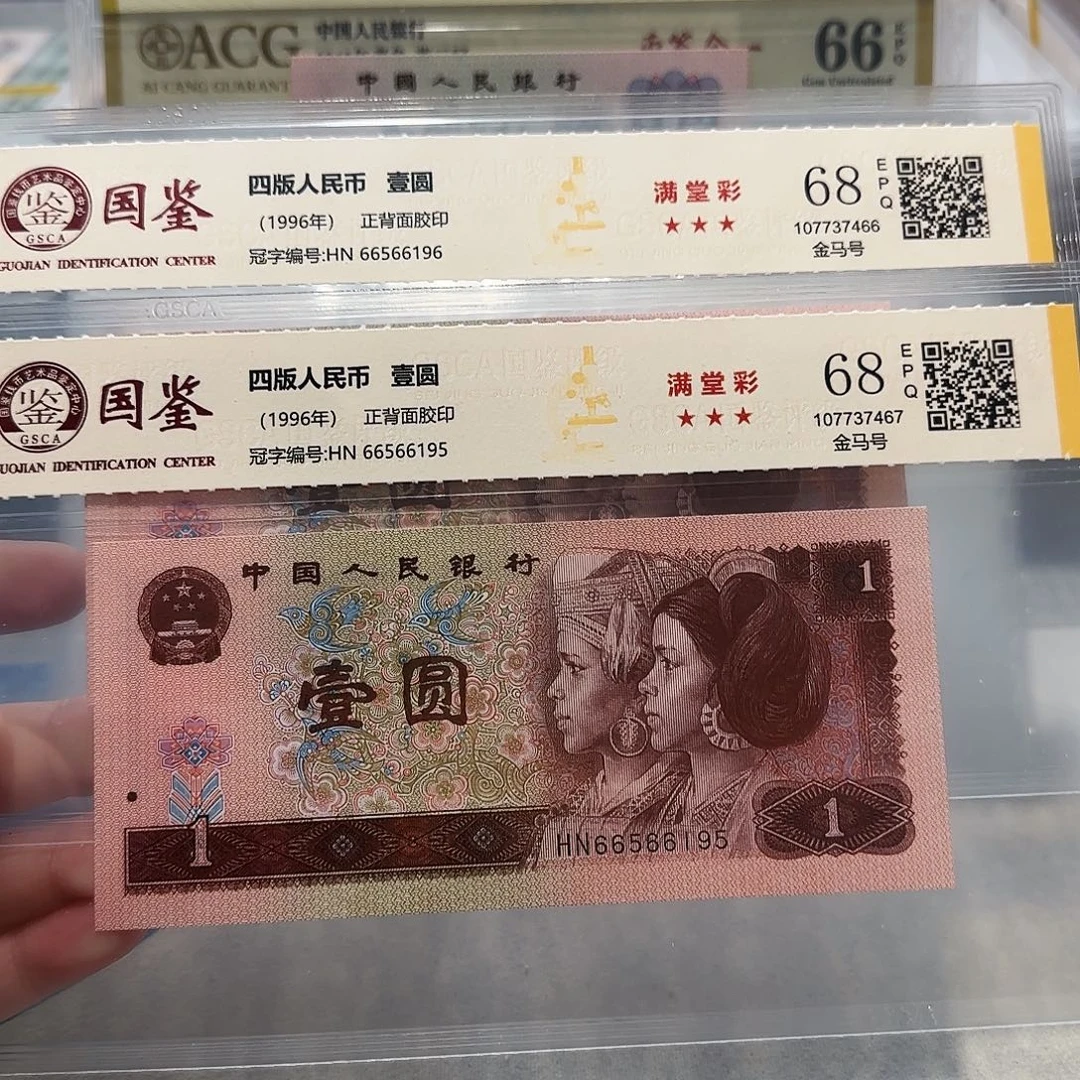 ACG
中国人民银行
66
EPQ
中国人民银行
鉴
GSCA
国鉴
GUOJIAN IDENTIFICATION CENTER
四版人民币 壹圆
(1996年) 正背面胶印
冠字编号:HN 66566196
满堂彩
★★★
68
EPQ
107737466
金马号
GSCA
鉴
GSCA
国鉴
GUOJIAN IDENTIFICATION CENTER
四版人民币 壹圆
(1996年) 正背面胶印
冠字编号:HN 66566195
满堂彩
★★★
68
EPQ
107737467
金马号
中国人民银行
1
壹圆
1
HN66566195
1